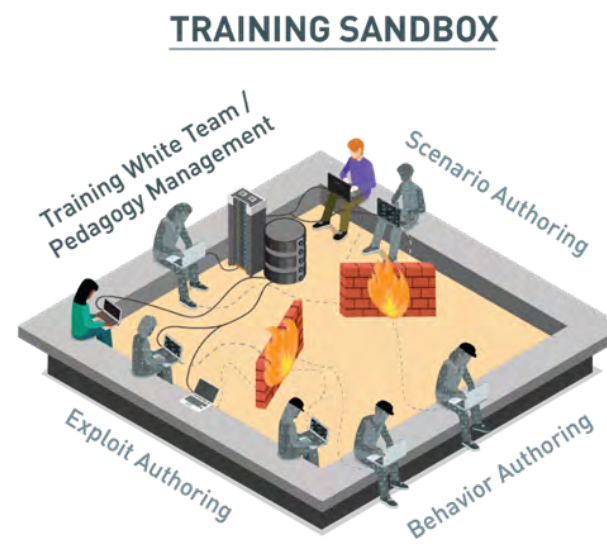 TRAINING SANDBOX
Training White Team /
Pedagogy Management
Scenario Authoring
Exploit Authoring
Behavior Authoring